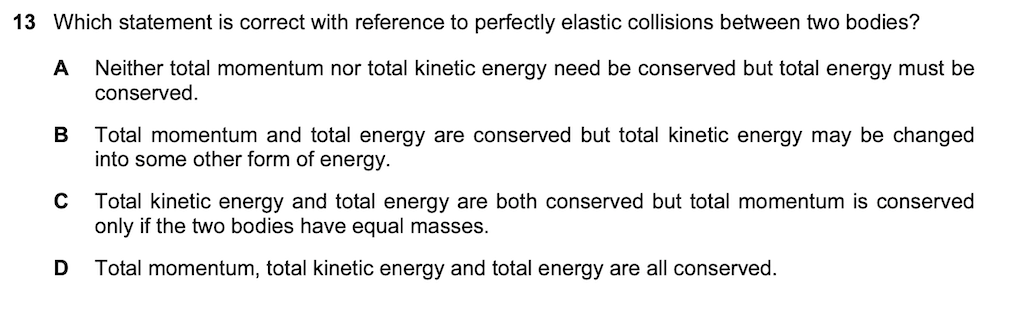 13 Which statement is correct with reference to perfectly elastic collisions between two bodies?
A Neither total momentum nor total kinetic energy need be conserved but total energy must be
conserved.
B Total momentum and total energy are conserved but total kinetic energy may be changed
into some other form of energy.
C Total kinetic energy and total energy are both conserved but total momentum is conserved
only if the two bodies have equal masses.
D Total momentum, total kinetic energy and total energy are all conserved.